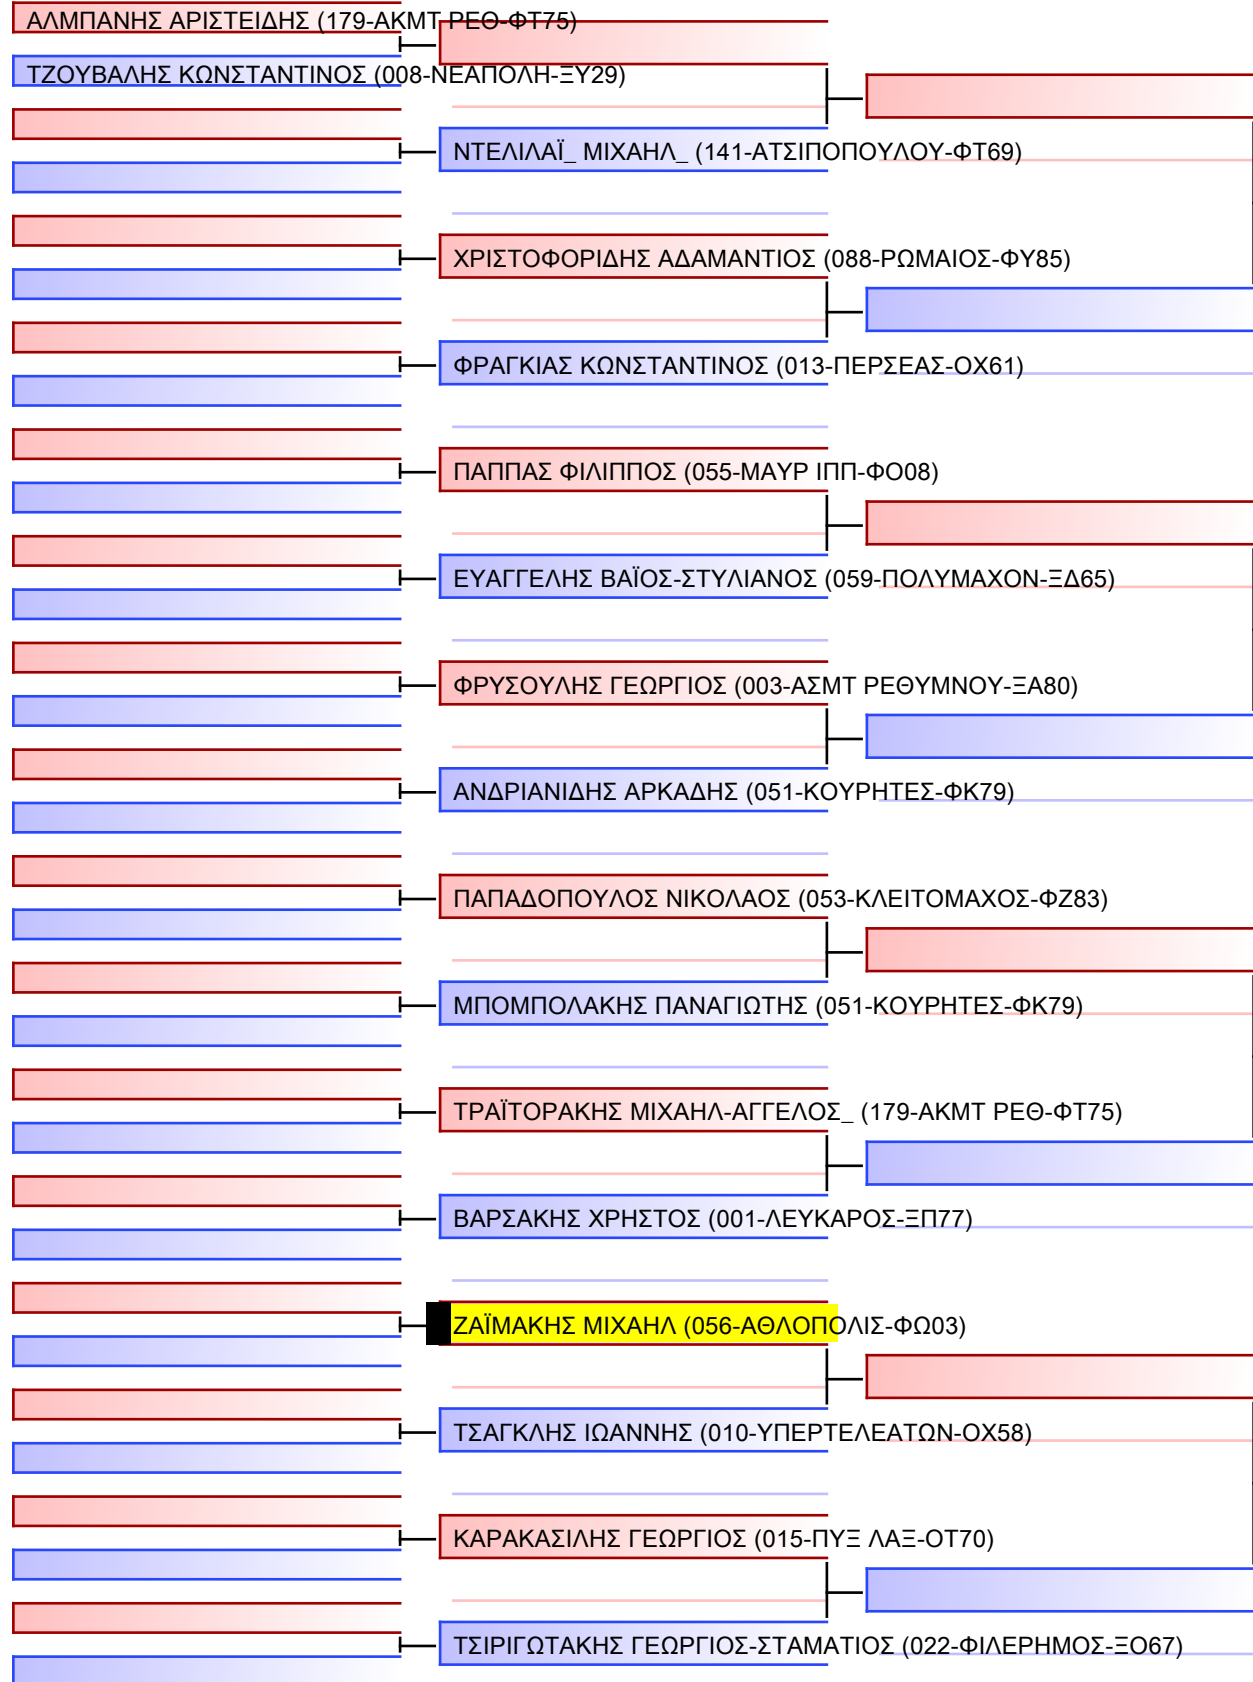 ΑΛΜΠΑΝΗΣ ΑΡΙΣΤΕΙΔΗΣ (179-ΑΚΜΤ ΡΕΘ-ΦΤ75)
ΤΖΟΥΒΑΛΗΣ ΚΩΝΣΤΑΝΤΙΝΟΣ (008-ΝΕΑΠΟΛΗ-ΞΥ29)
ΝΤΕΛΙΛΑΪ_ ΜΙΧΑΗΛ_ (141-ΑΤΣΙΠΟΠΟΥΛΟΥ-ΦΤ69)
ΧΡΙΣΤΟΦΟΡΙΔΗΣ ΑΔΑΜΑΝΤΙΟΣ (088-ΡΩΜΑΙΟΣ-ΦΥ85)
ΦΡΑΓΚΙΑΣ ΚΩΝΣΤΑΝΤΙΝΟΣ (013-ΠΕΡΣΕΑΣ-ΟΧ61)
ΠΑΠΠΑΣ ΦΙΛΙΠΠΟΣ (055-ΜΑΥΡ ΙΠΠ-ΦΟ08)
ΕΥΑΓΓΕΛΗΣ ΒΑΪΟΣ-ΣΤΥΛΙΑΝΟΣ (059-ΠΟΛΥΜΑΧΟΝ-ΞΔ65)
ΦΡΥΣΟΥΛΗΣ ΓΕΩΡΓΙΟΣ (003-ΑΣΜΤ ΡΕΘΥΜΝΟΥ-ΞΑ80)
ΑΝΔΡΙΑΝΙΔΗΣ ΑΡΚΑΔΗΣ (051-ΚΟΥΡΗΤΕΣ-ΦΚ79)
ΠΑΠΑΔΟΠΟΥΛΟΣ ΝΙΚΟΛΑΟΣ (053-ΚΛΕΙΤΟΜΑΧΟΣ-ΦΖ83)
ΜΠΟΜΠΟΛΑΚΗΣ ΠΑΝΑΓΙΩΤΗΣ (051-ΚΟΥΡΗΤΕΣ-ΦΚ79)
ΤΡΑΪΤΟΡΑΚΗΣ ΜΙΧΑΗΛ-ΑΓΓΕΛΟΣ_ (179-ΑΚΜΤ ΡΕΘ-ΦΤ75)
ΒΑΡΣΑΚΗΣ ΧΡΗΣΤΟΣ (001-ΛΕΥΚΑΡΟΣ-ΞΠ77)
ΖΑΪΜΑΚΗΣ ΜΙΧΑΗΛ (056-ΑΘΛΟΠΟΛΙΣ-ΦΩ03)
ΤΣΑΓΚΛΗΣ ΙΩΑΝΝΗΣ (010-ΥΠΕΡΤΕΛΕΑΤΩΝ-ΟΧ58)
ΚΑΡΑΚΑΣΙΛΗΣ ΓΕΩΡΓΙΟΣ (015-ΠΥΞ ΛΑΞ-ΟΤ70)
ΤΣΙΡΙΓΩΤΑΚΗΣ ΓΕΩΡΓΙΟΣ-ΣΤΑΜΑΤΙΟΣ (022-ΦΙΛΕΡΗΜΟΣ-ΞΟ67)